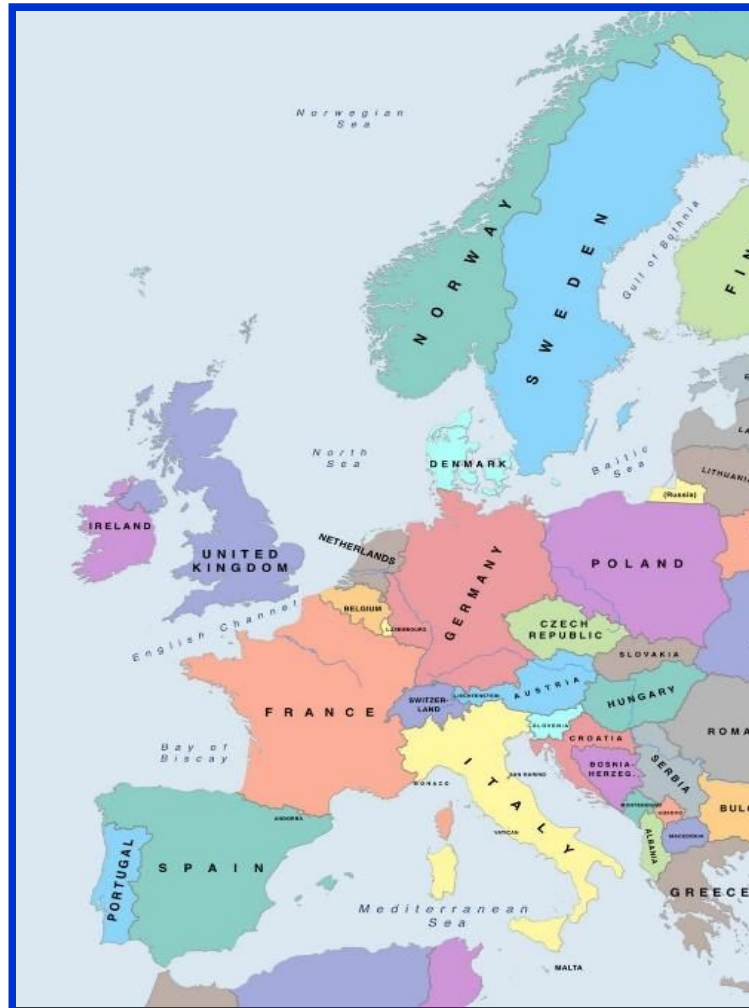 Norwegian
Sea
NORWAY
SWEDEN
Gulf of Bothnia
FIN
North
Sea
DENMARK
Baltic
Sea
LA
LITHUANIA
(Russia)
IRELAND
UNITED
KINGDOM
NETHERLANDS
POLAND
GERMANY
BELGIUM
English Channel
LUXEMBOURG
CZECH
REPUBLIC
SLOVAKIA
FRANCE
SWITZER-
LAND
LIECHTENSTEIN
AUSTRIA
HUNGARY
SLOVENIA
CROATIA
ROMA
Bay of
Biscay
ITALY
BOSNIA-
HERZEG.
SERBIA
SAN MARINO
MONACO
MONTENEGRO
KOSOVO
BULG
ANDORRA
VATICAN
ALBANIA
MACEDONIA
PORTUGAL
SPAIN
GREECE
Mediterranean
Sea
MALTA